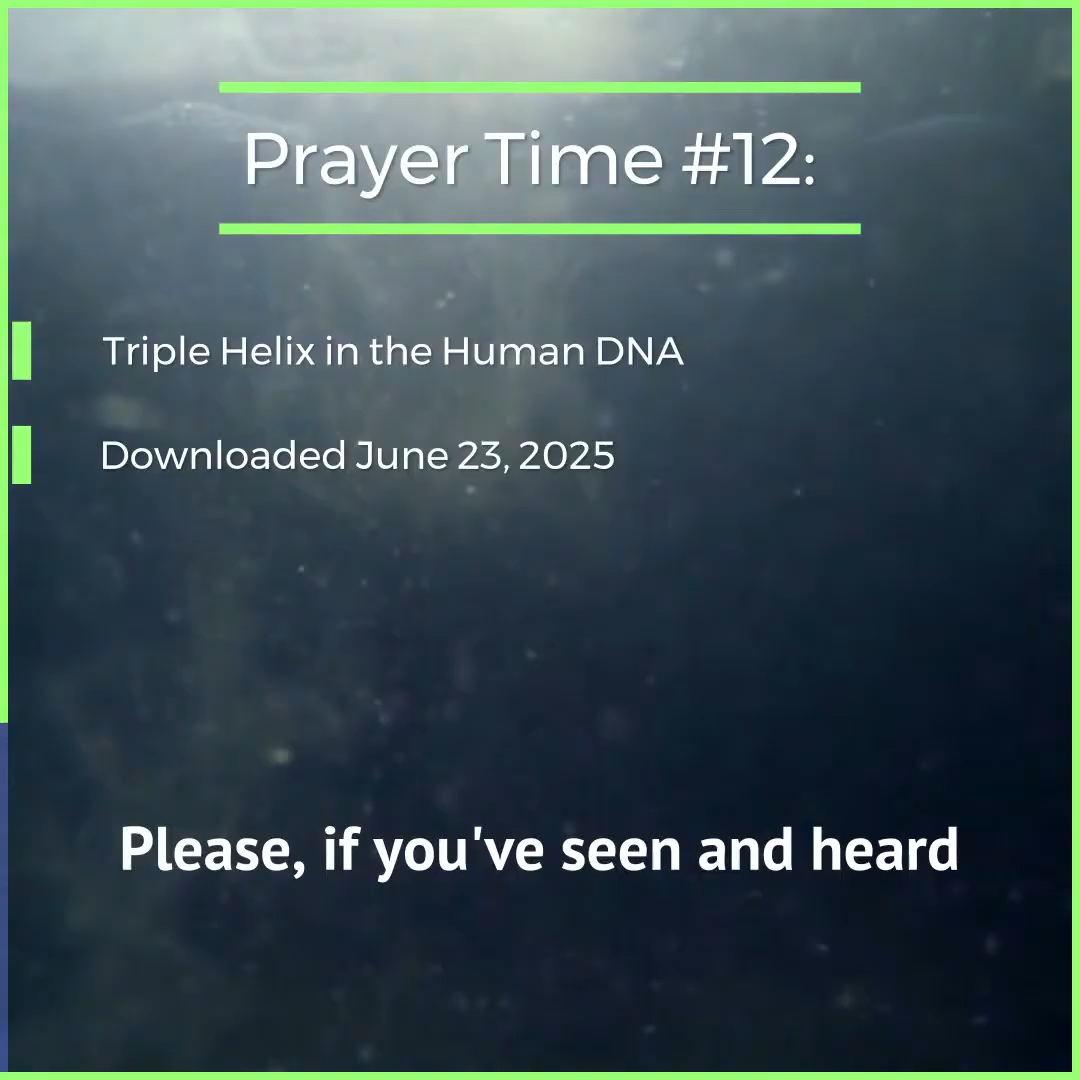 Prayer Time #12:
Triple Helix in the Human DNA
Downloaded June 23, 2025
Please, if you've seen and heard